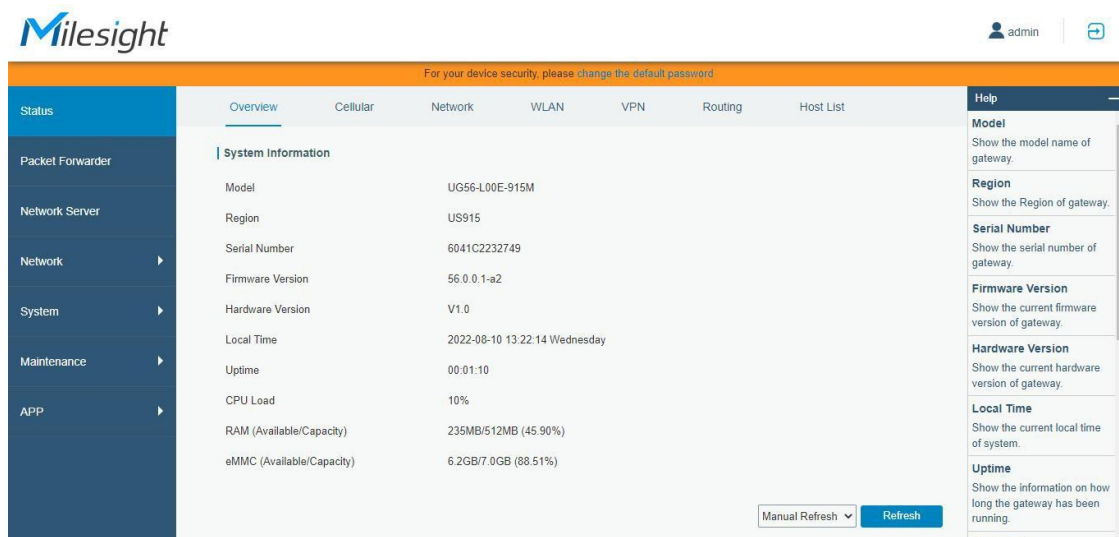 Milesight
admin
For your device security, please change the default password
Status
Packet Forwarder
Network Server
Network
System
Maintenance
APP
Overview Cellular Network WLAN VPN Routing Host List
System Information
Model UG56-L00E-915M
Region US915
Serial Number 6041C2232749
Firmware Version 56.0.0.1-a2
Hardware Version V1.0
Local Time 2022-08-10 13:22:14 Wednesday
Uptime 00:01:10
CPU Load 10%
RAM (Available/Capacity) 235MB/512MB (45.90%)
eMMC (Available/Capacity) 6.2GB/7.0GB (88.51%)
Manual Refresh Refresh
Help
Model
Show the model name of
gateway.
Region
Show the Region of gateway.
Serial Number
Show the serial number of
gateway.
Firmware Version
Show the current firmware
version of gateway.
Hardware Version
Show the current hardware
version of gateway.
Local Time
Show the current local time
of system.
Uptime
Show the information on how
long the gateway has been
running.